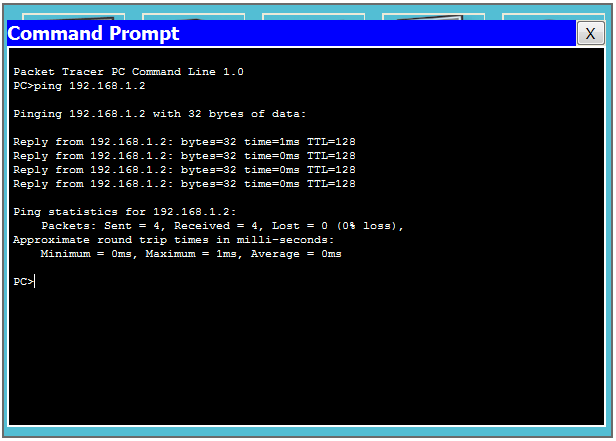 Command Prompt
X
Packet Tracer PC Command Line 1.0
PC>ping 192.168.1.2
Pinging 192.168.1.2 with 32 bytes of data:
Reply from 192.168.1.2: bytes=32 time=1ms TTL=128
Reply from 192.168.1.2: bytes=32 time=0ms TTL=128
Reply from 192.168.1.2: bytes=32 time=0ms TTL=128
Reply from 192.168.1.2: bytes=32 time=0ms TTL=128
Ping statistics for 192.168.1.2:
Packets: Sent = 4, Received = 4, Lost = 0 (0% loss),
Approximate round trip times in milli-seconds:
Minimum = 0ms, Maximum = 1ms, Average = 0ms
PC>